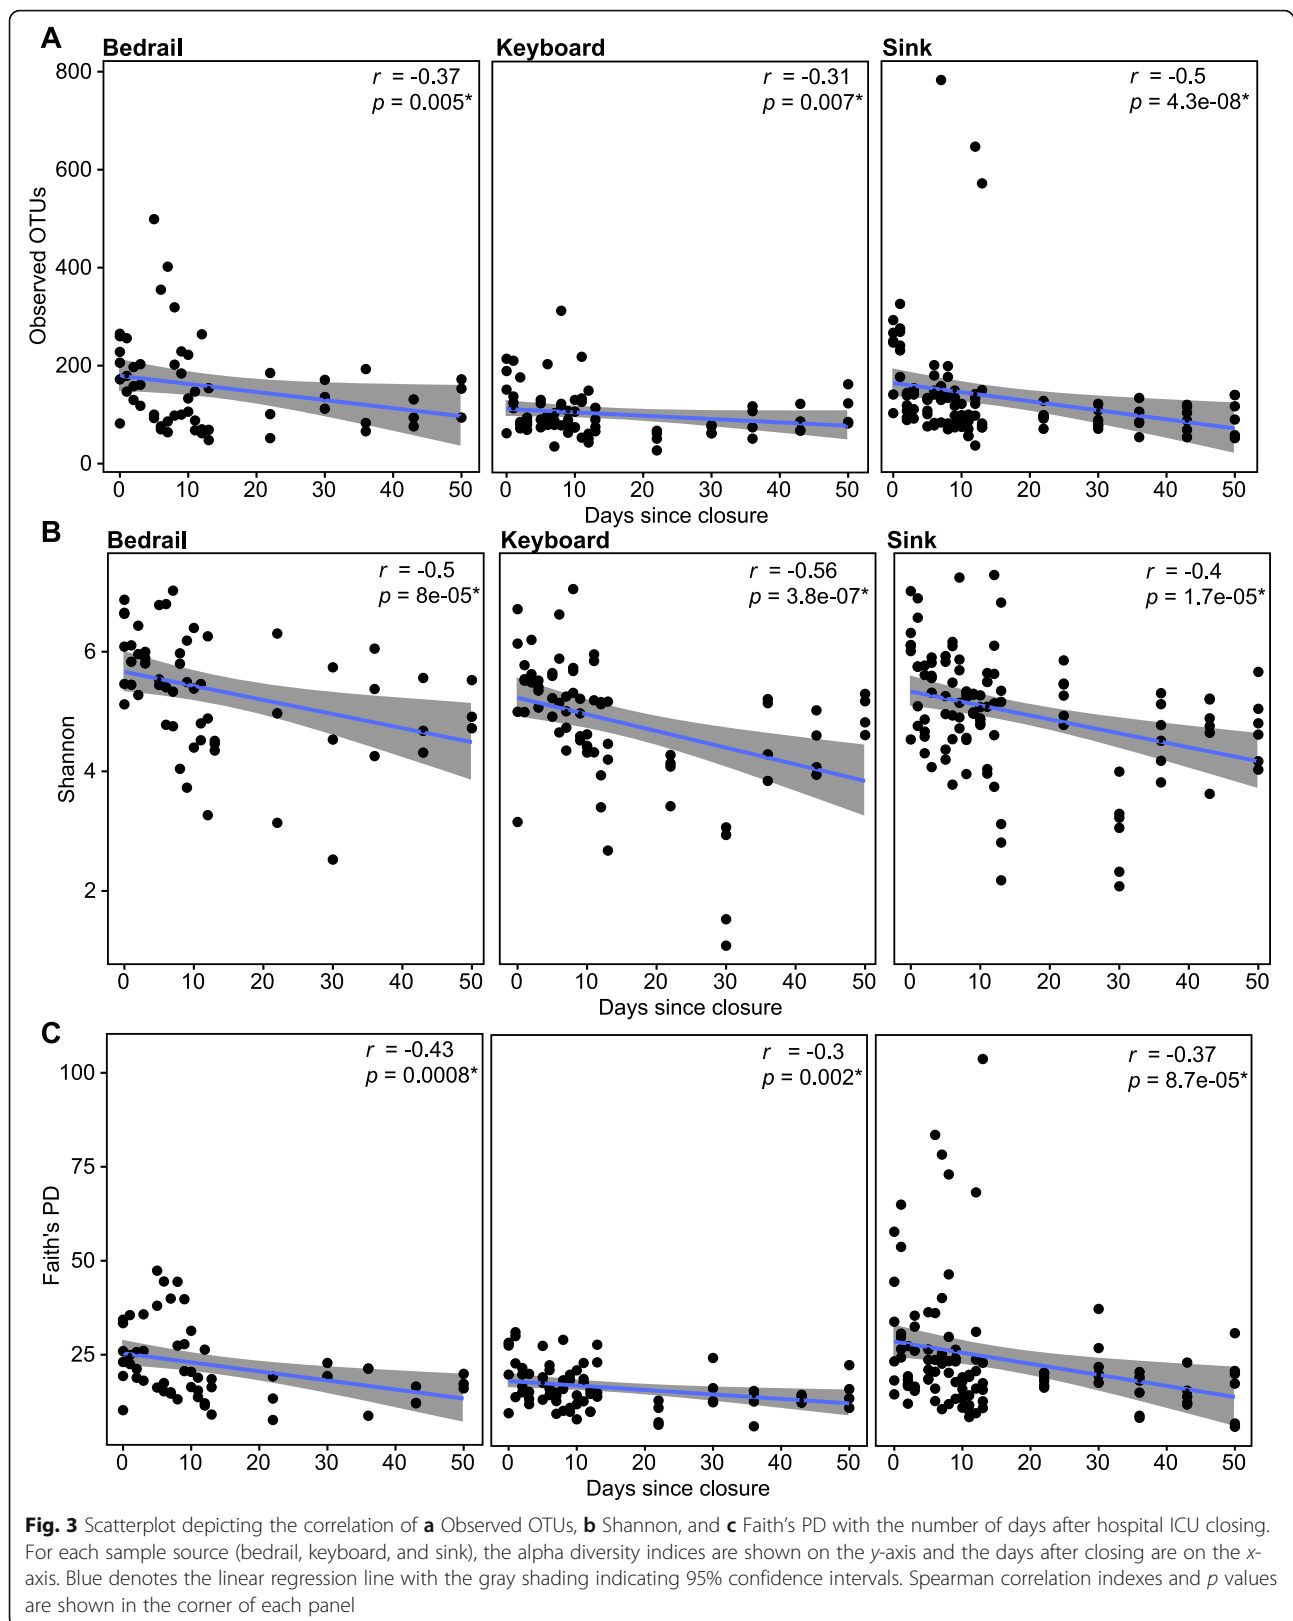 A
Bedrail Keyboard Sink
r = -0.37
p = 0.005*
r = -0.31
p = 0.007*
r = -0.5
p = 4.3e-08*
Observed OTUs
800
600
400
200
0
0 10 20 30 40 50 0 10 20 30 40 50 0 10 20 30 40 50
Days since closure
B
Bedrail Keyboard Sink
r = -0.5
p = 8e-05*
r = -0.56
p = 3.8e-07*
r = -0.4
p = 1.7e-05*
Shannon
6
4
2
0 10 20 30 40 50 0 10 20 30 40 50 0 10 20 30 40 50
Days since closure
C
r = -0.43
p = 0.0008*
r = -0.3
p = 0.002*
r = -0.37
p = 8.7e-05*
Faith's PD
100
75
50
25
0 10 20 30 40 50 0 10 20 30 40 50 0 10 20 30 40 50
Days since closure
Fig. 3 Scatterplot depicting the correlation of a Observed OTUs, b Shannon, and c Faith's PD with the number of days after hospital ICU closing.
For each sample source (bedrail, keyboard, and sink), the alpha diversity indices are shown on the y-axis and the days after closing are on the x-
axis. Blue denotes the linear regression line with the gray shading indicating 95% confidence intervals. Spearman correlation indexes and p values
are shown in the corner of each panel